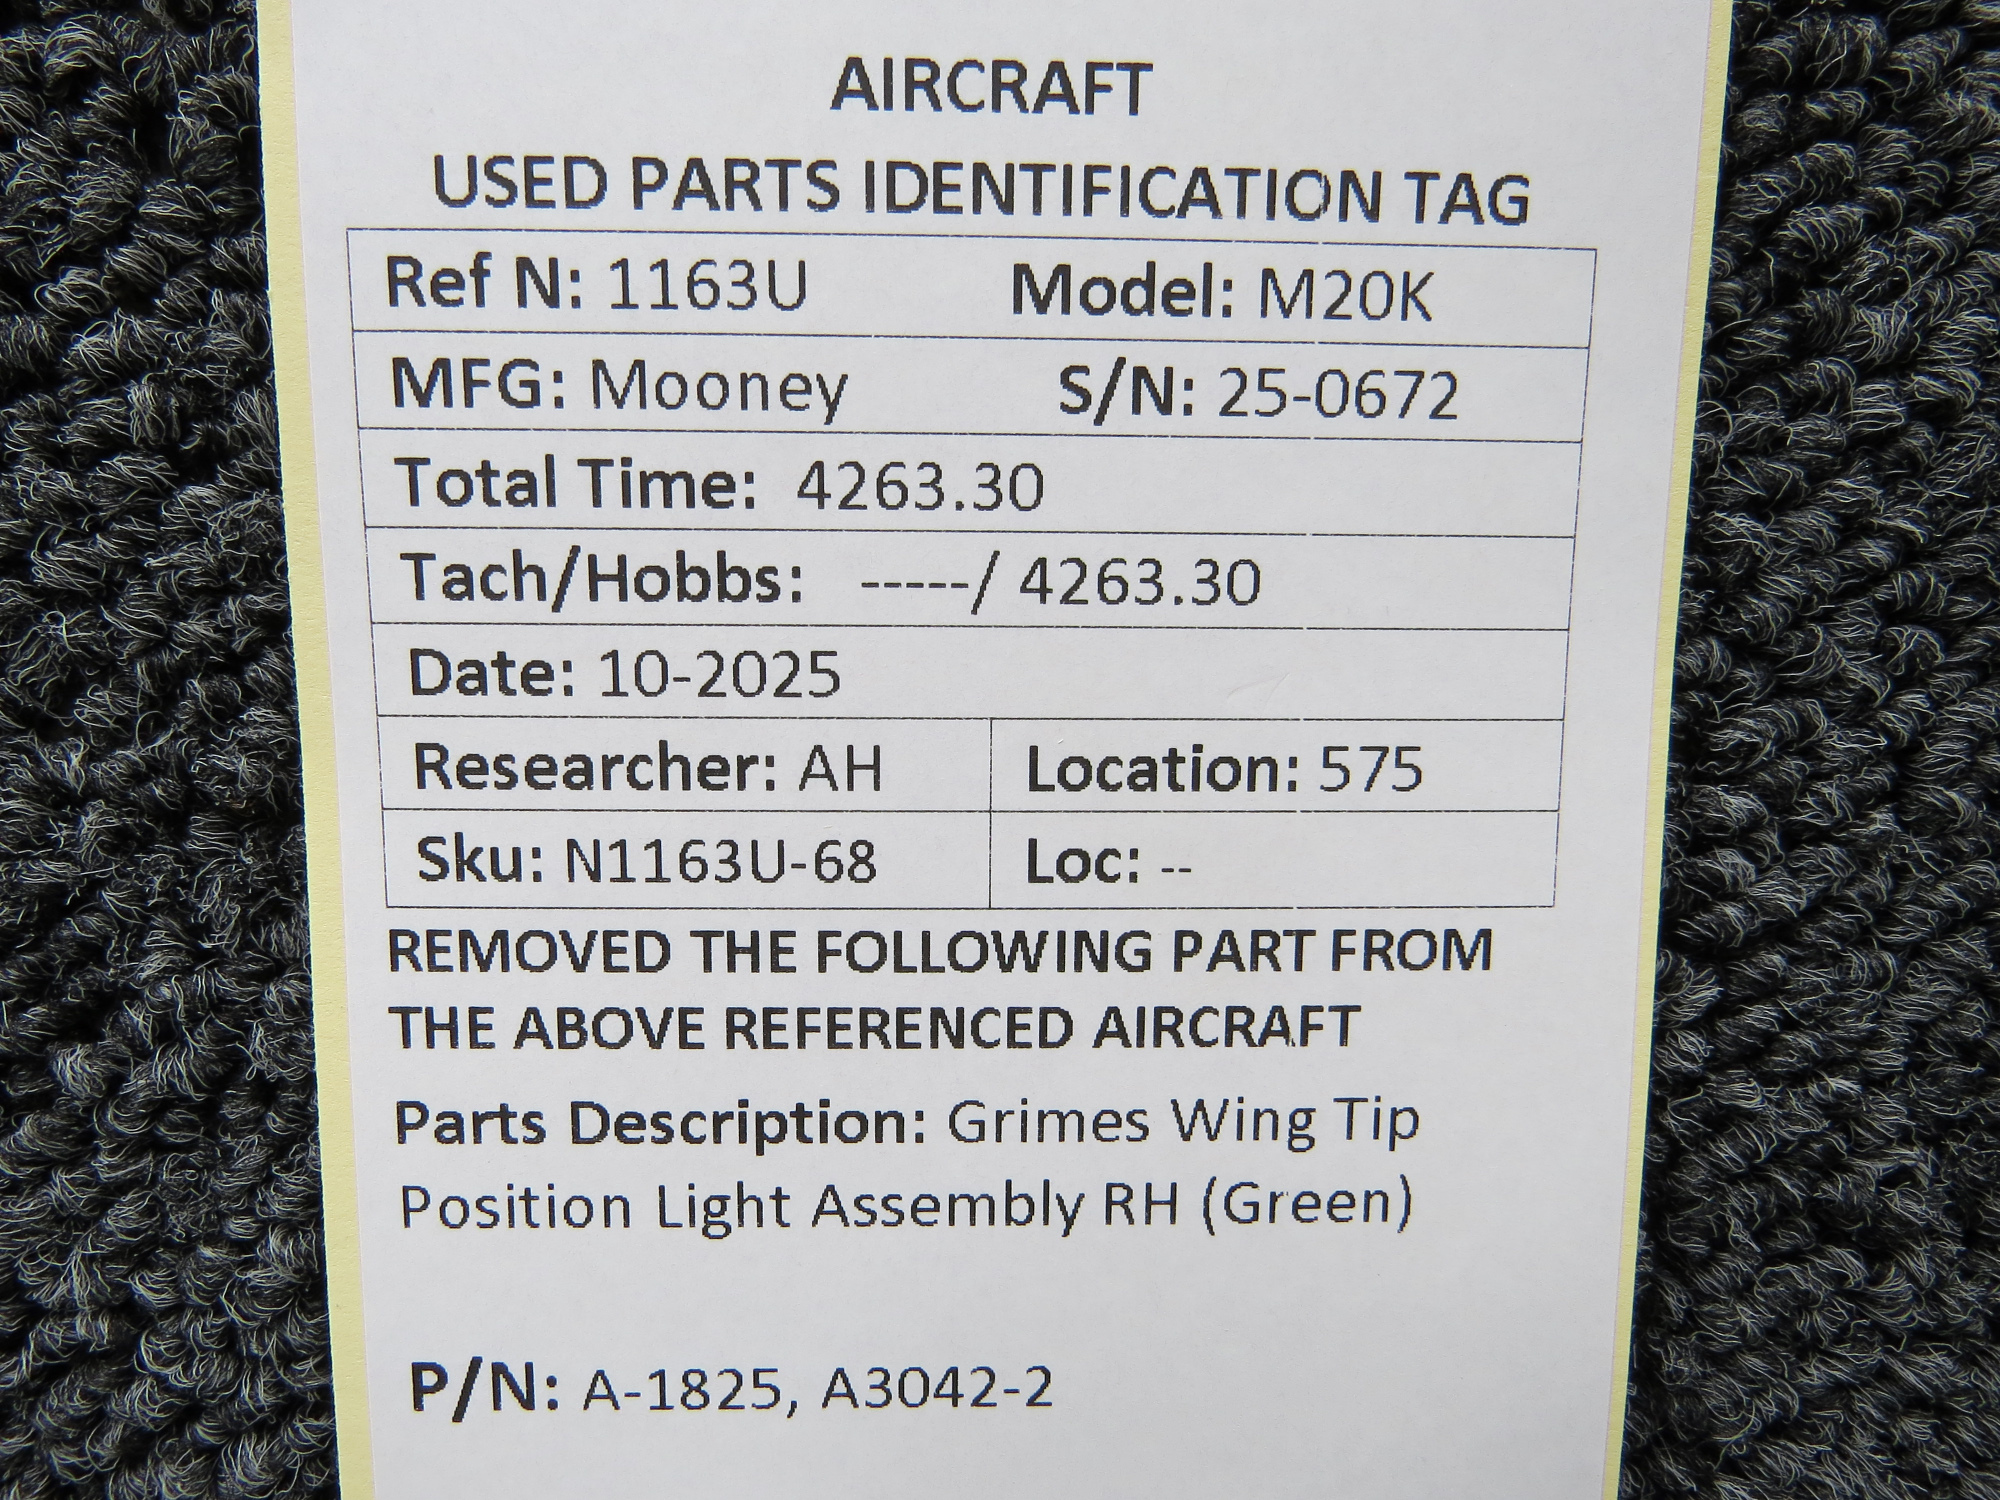 AIRCRAFT
USED PARTS IDENTIFICATION TAG
Ref N: 1163U Model: M20K
MFG: Mooney S/N: 25-0672
Total Time: 4263.30
Tach/Hobbs: -----/ 4263.30
Date: 10-2025
Researcher: AH Location: 575
Sku: N1163U-68 Loc: --
REMOVED THE FOLLOWING PART FROM
THE ABOVE REFERENCED AIRCRAFT
Parts Description: Grimes Wing Tip
Position Light Assembly RH (Green)
P/N: A-1825, A3042-2